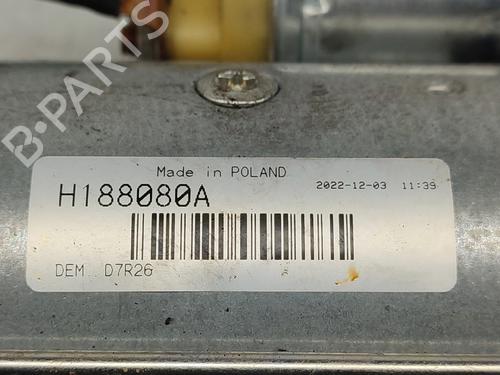 B-PARTS
Made in POLAND
H188080A
2022-12-03 11:39
DEM D7R26